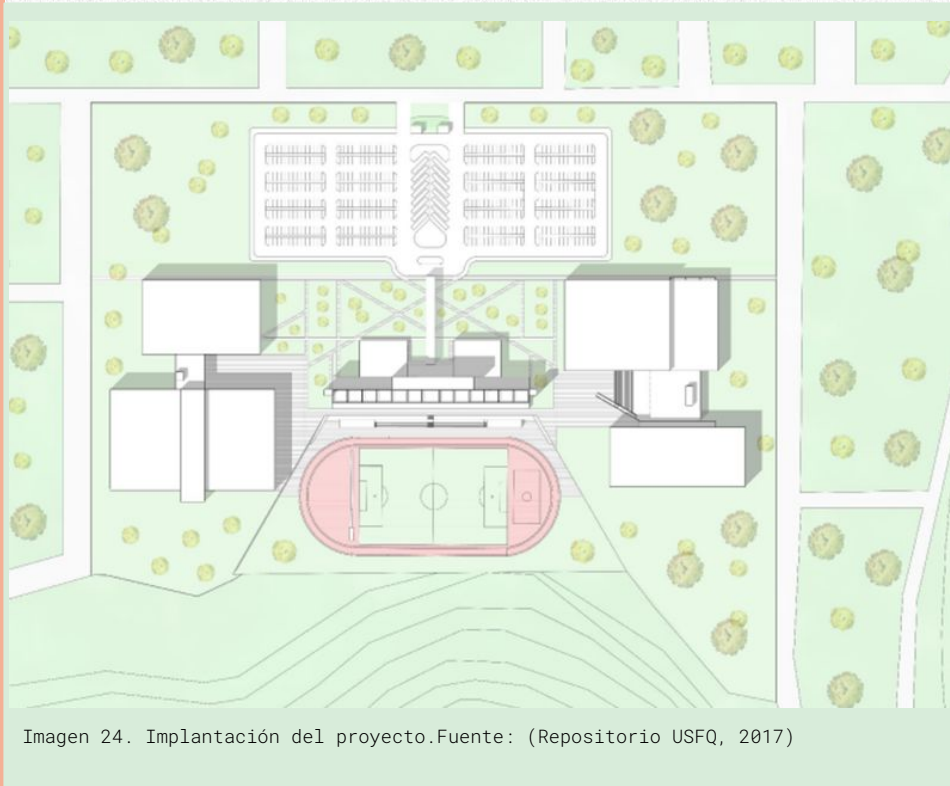 Imagen 24. Implantación del proyecto.Fuente: (Repositorio USFQ, 2017)